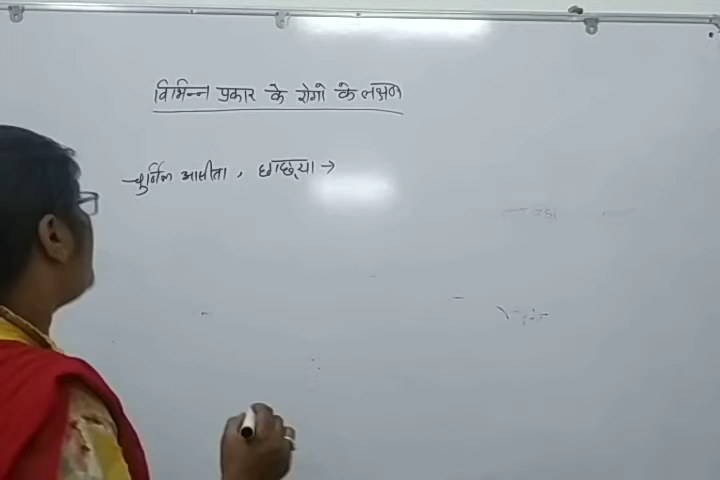 विभिन्न प्रकार के रोगो के लक्षण
चुर्निल आसीता , छाछ्या →